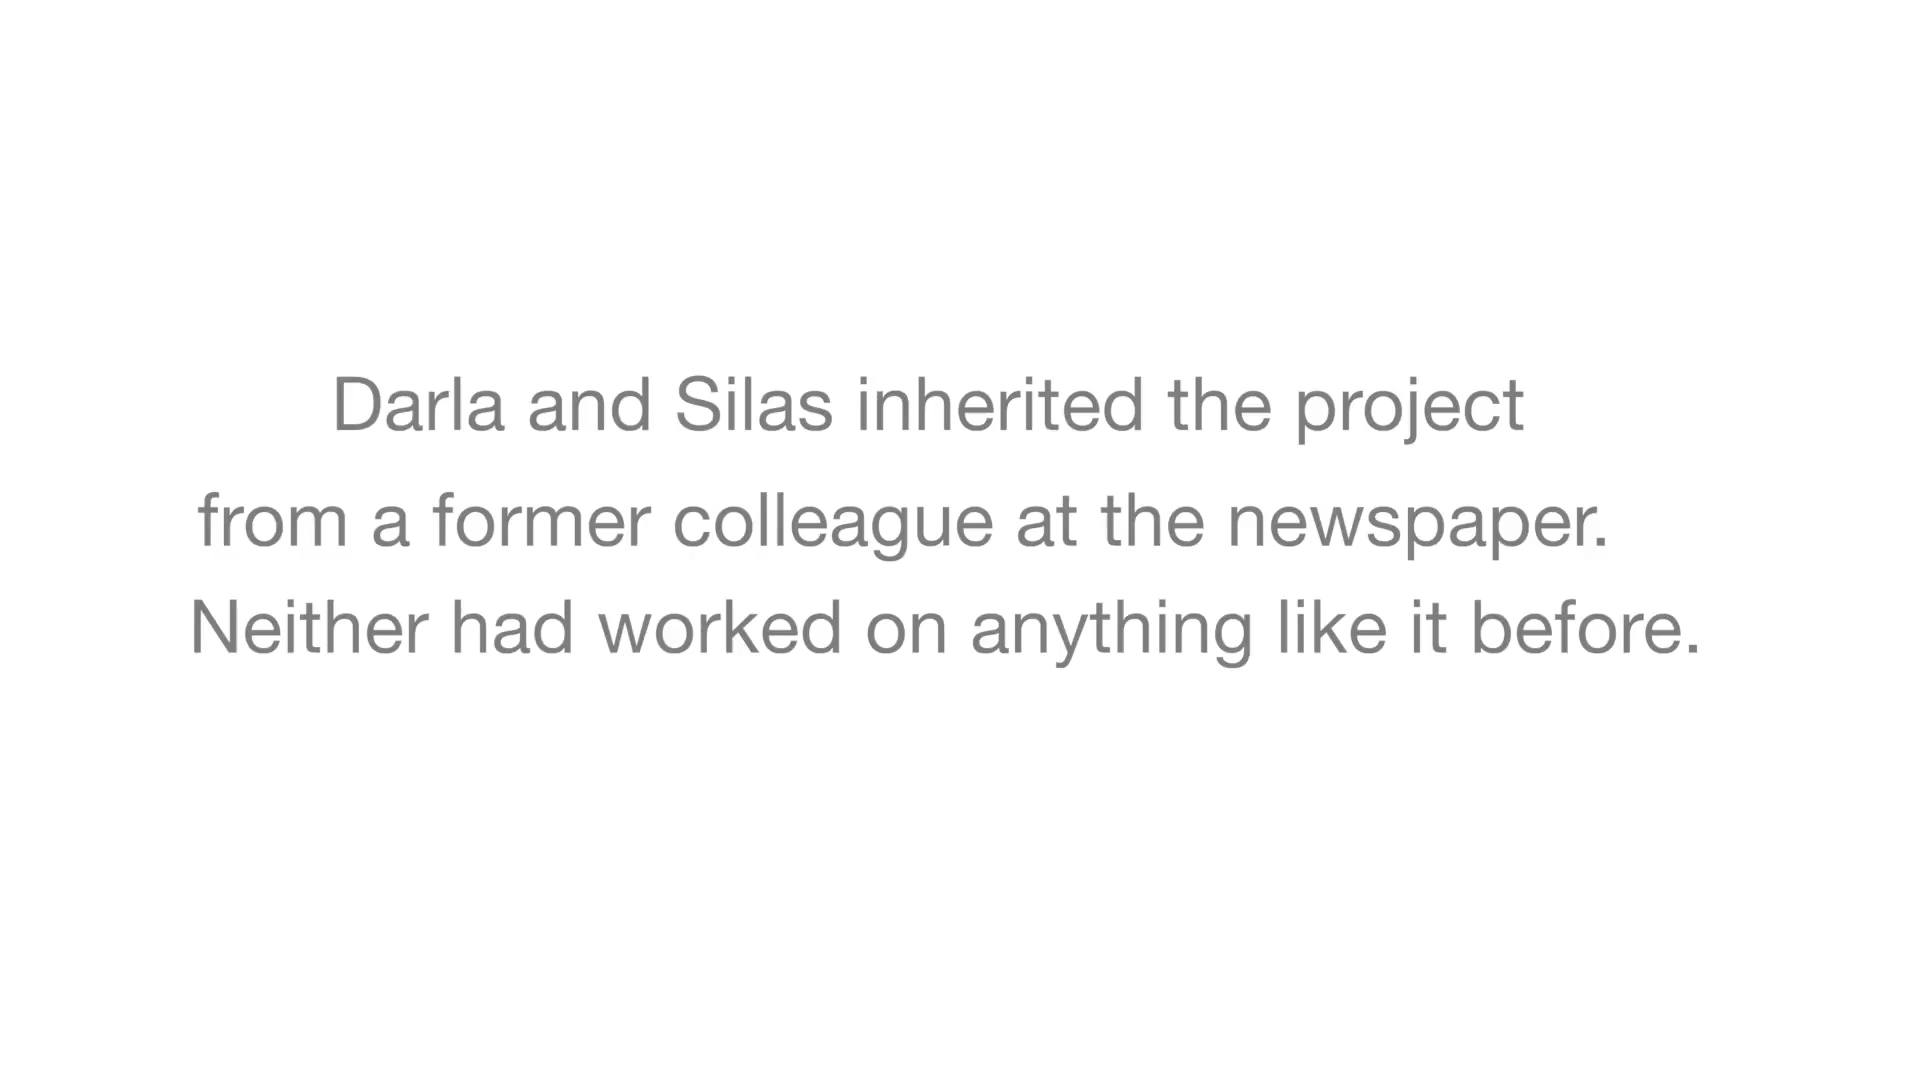 Darla and Silas inherited the project
from a former colleague at the newspaper.
Neither had worked on anything like it before.